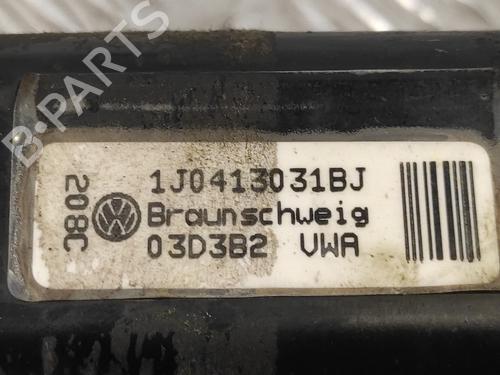 B-PARTS
208C
1J0413031BJ
Braunschweig
03D3B2 VWA